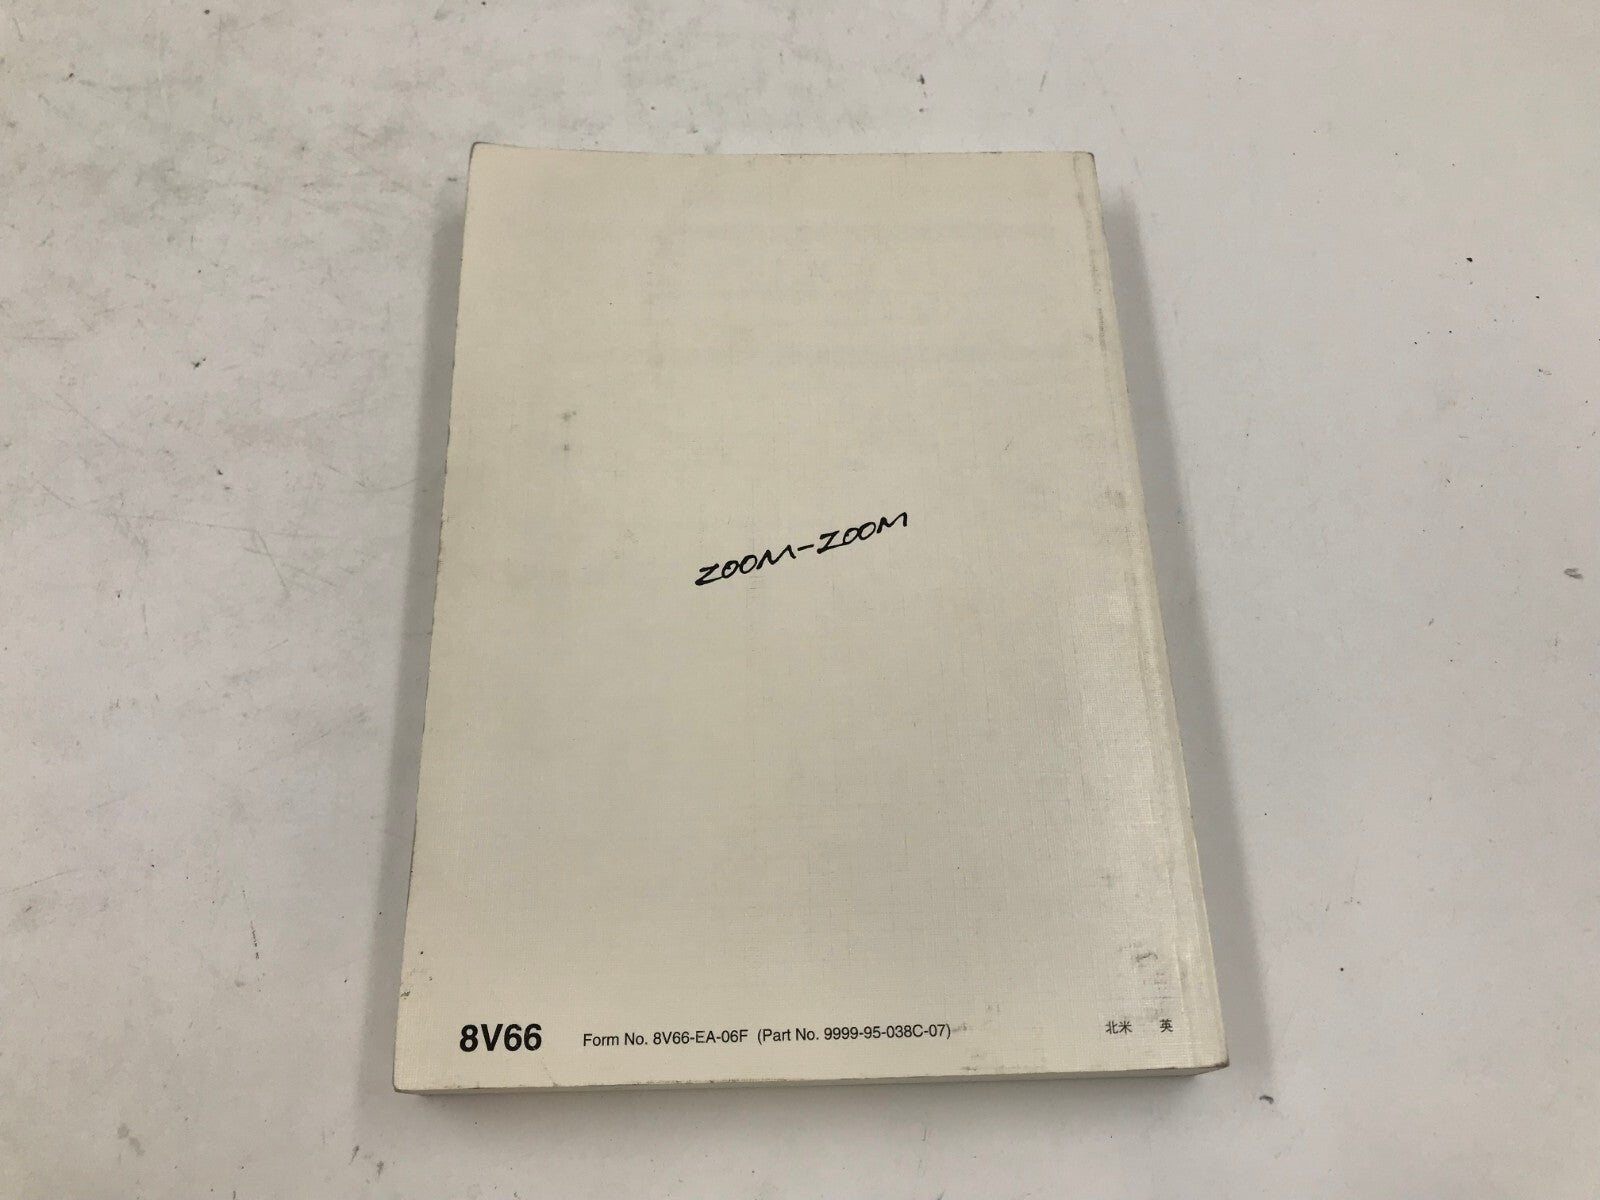 ZOOM-ZOOM
8V66 Form No. 8V66-EA-06F (Part No. 9999-95-038C-07) 北米 英